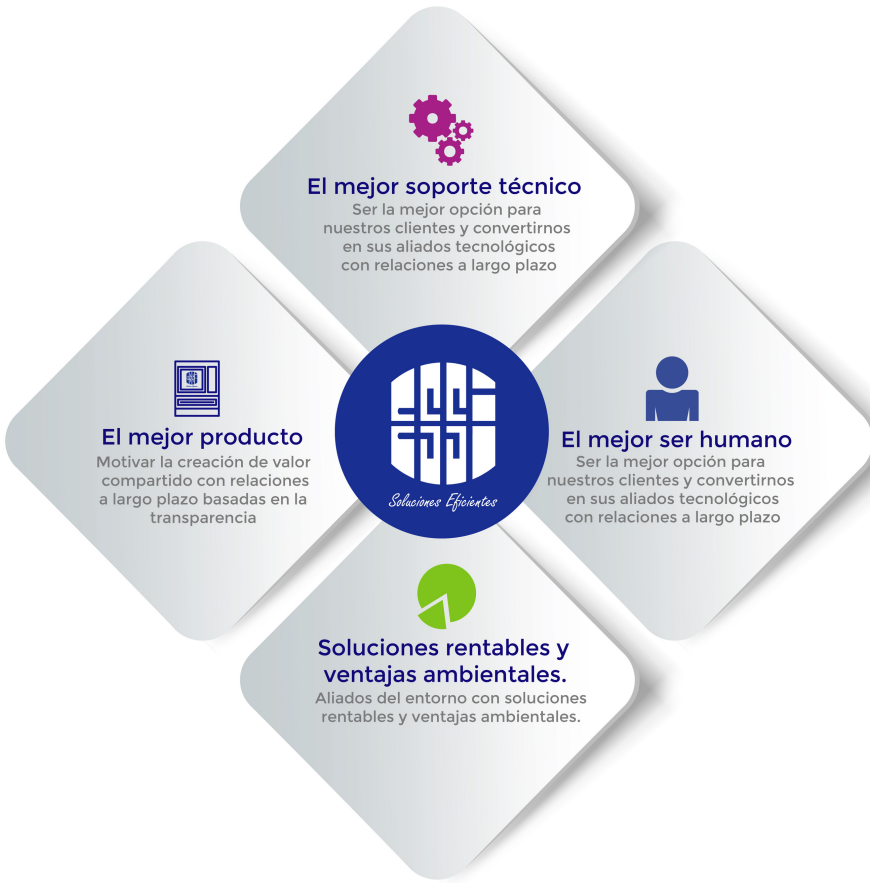 El mejor soporte técnico
Ser la mejor opción para
nuestros clientes y convertirnos
en sus aliados tecnológicos
con relaciones a largo plazo
El mejor producto
Motivar la creación de valor
compartido con relaciones
a largo plazo basadas en la
transparencia
Soluciones Eficientes
El mejor ser humano
Ser la mejor opción para
nuestros clientes y convertirnos
en sus aliados tecnológicos
con relaciones a largo plazo
Soluciones rentables y
ventajas ambientales.
Aliados del entorno con soluciones
rentables y ventajas ambientales.